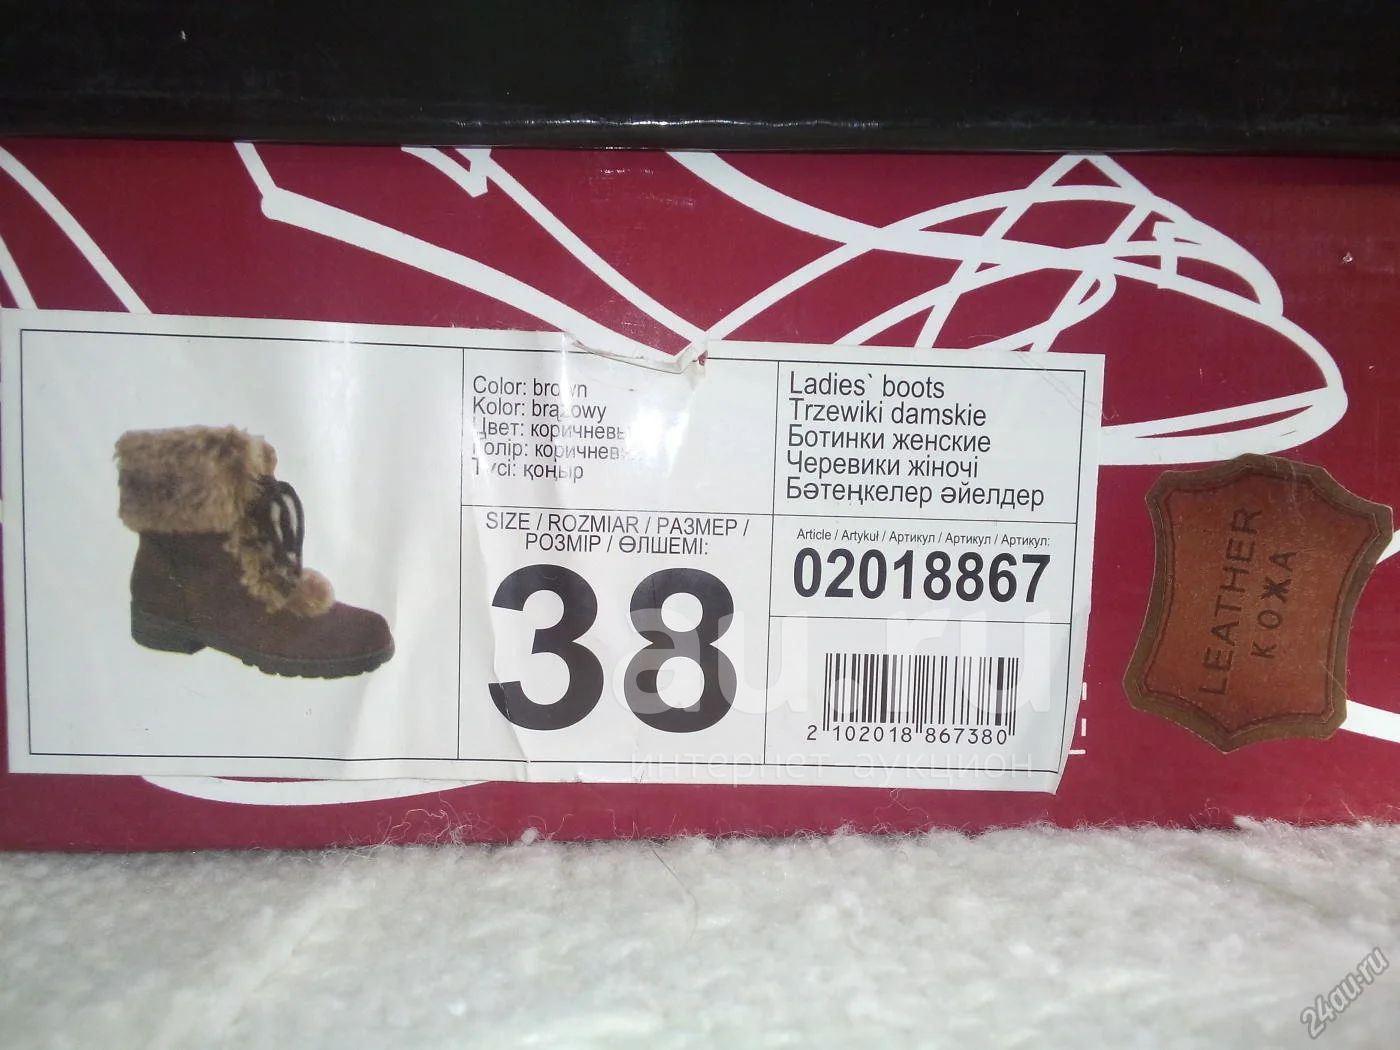 Color: brown
Kolor: brązowy
Цвет: коричневы
Колір: коричнев
Түсі: қоңыр
SIZE / ROZMIAR / РАЗМЕР /
РОЗМІР / ӨЛШЕМІ:
38
Ladies` boots
Trzewiki damskie
Ботинки женские
Черевики жіночі
Бәтеңкелер әйелдер
Article / Artykuł / Артикул / Артикул / Артикул:
02018867
2 102018 867380
LEATHER
КОЖА
au.ru
интернет аукцион
24au.ru